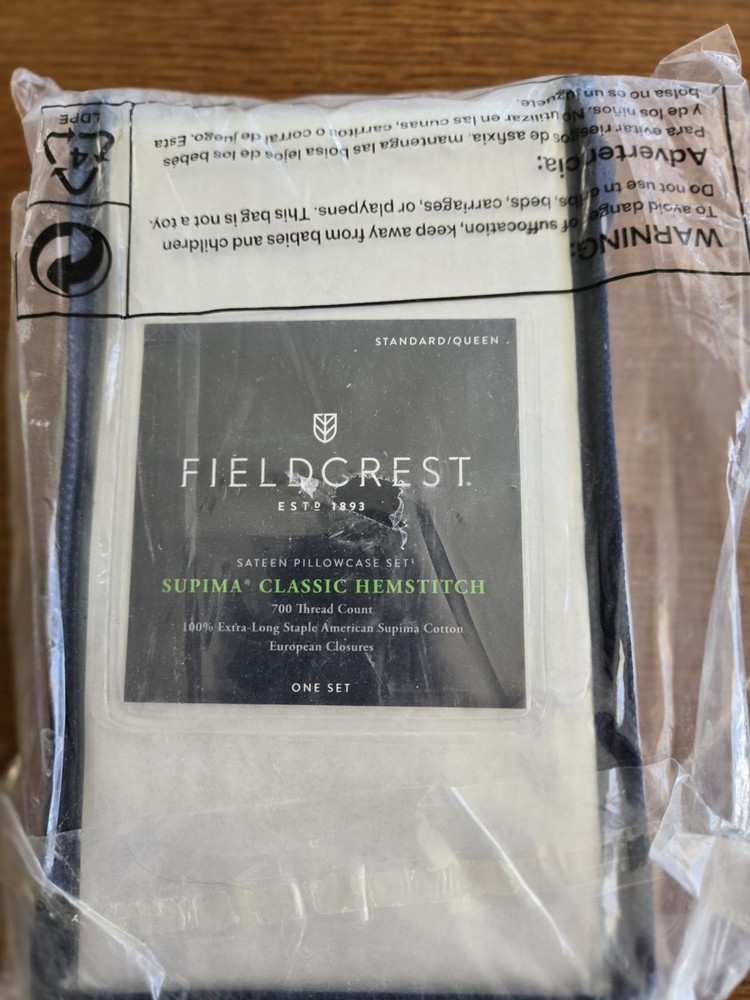 WARNING:
To avoid danger of suffocation, keep away from babies and children
Do not use in cribs, beds, carriages, or playpens. This bag is not a toy.
Advertencia:
Para evitar riesgos de asfixia, mantenga las bolsa lejos de los bebés
y de los niños. No utilizar en las cunas, carritos o corral de juego. Esta
bolsa no es un juguete.
4
LDPE
STANDARD/QUEEN
FIELDCREST®
ESTD 1893
SATEEN PILLOWCASE SET
SUPIMA® CLASSIC HEMSTITCH
700 Thread Count
100% Extra-Long Staple American Supima Cotton
European Closures
ONE SET